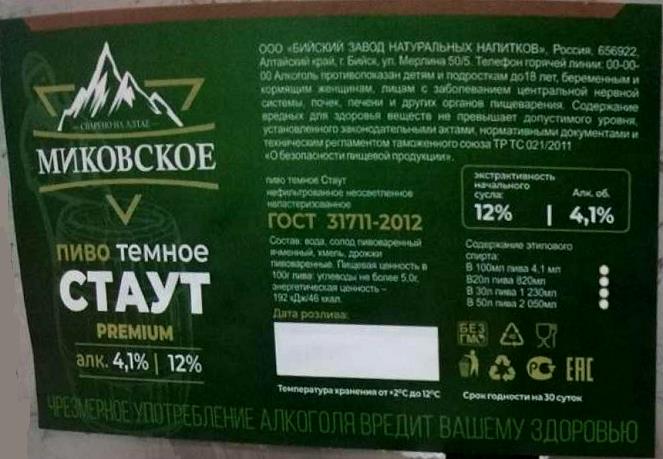 СВАРЕНО НА АЛТАЕ
МИКОВСКОЕ
ПИВО темное
СТАУТ
PREMIUM
алк. 4,1% | 12%
ООО «БИЙСКИЙ ЗАВОД НАТУРАЛЬНЫХ НАПИТКОВ», Россия, 656922,
Алтайский край, г. Бийск, ул. Мерлина 50/5. Телефон горячей линии: 00-00-
00 Алкоголь противопоказан детям и подросткам до18 лет, беременным и
кормящим женщинам, лицам с заболеванием центральной нервной
системы, почек, печени и других органов пищеварения. Содержание
вредных для здоровья веществ не превышает допустимого уровня,
установленного законодательными актами, нормативными документами и
техническим регламентом таможенного союза ТР ТС 021/2011
«О безопасности пищевой продукции».
пиво темное Стаут
нефильтрованное неосветленное
непастеризованное
ГОСТ 31711-2012
Состав: вода, солод пивоваренный
ячменный, хмель, дрожжи
пивоваренные. Пищевая ценность в
100г пива: углеводы не более 5,0г,
энергетическая ценность –
192 кДж/46 ккал.
Дата розлива:
Температура хранения от +2°С до 12°С
экстрактивность
начального
сусла:
12%
Алк. об.
4,1%
Содержание этилового
спирта:
В 100мл пива 4,1 мл
В20л пива 820мл
В 30л пива 1 230мл
В 50л пива 2 050мл
БЕЗ
ГМО
РС
ЕАС
Срок годности на 30 суток
ЧРЕЗМЕРНОЕ УПОТРЕБЛЕНИЕ АЛКОГОЛЯ ВРЕДИТ ВАШЕМУ ЗДОРОВЬЮ